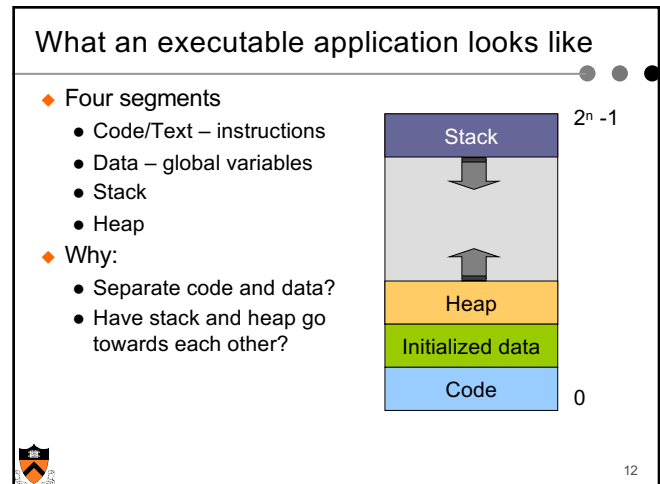 What an executable application looks like
Four segments
Code/Text – instructions
Data – global variables
Stack
Heap
Why:
Separate code and data?
Have stack and heap go
towards each other?
2ⁿ -1
Stack
Heap
Initialized data
Code
0
12